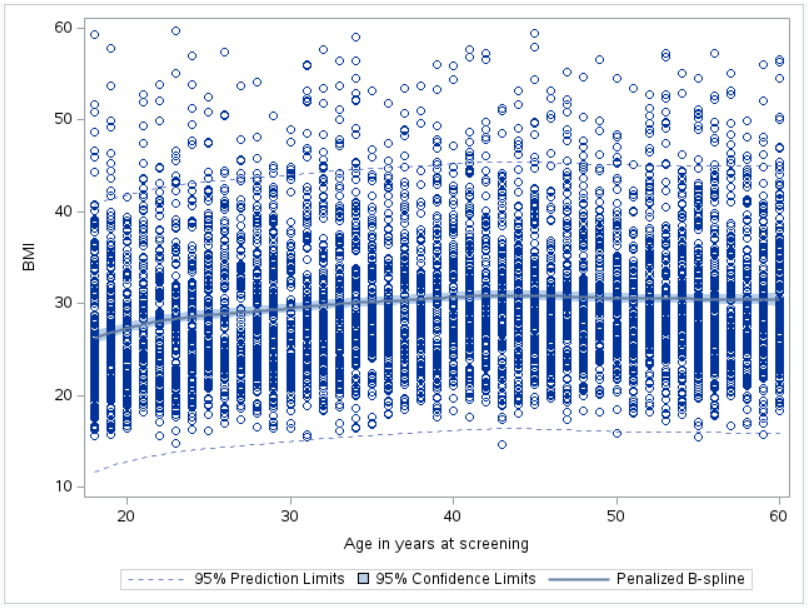 60
50
40
30
20
10
BMI
20 30 40 50 60
Age in years at screening
95% Prediction Limits 95% Confidence Limits Penalized B-spline